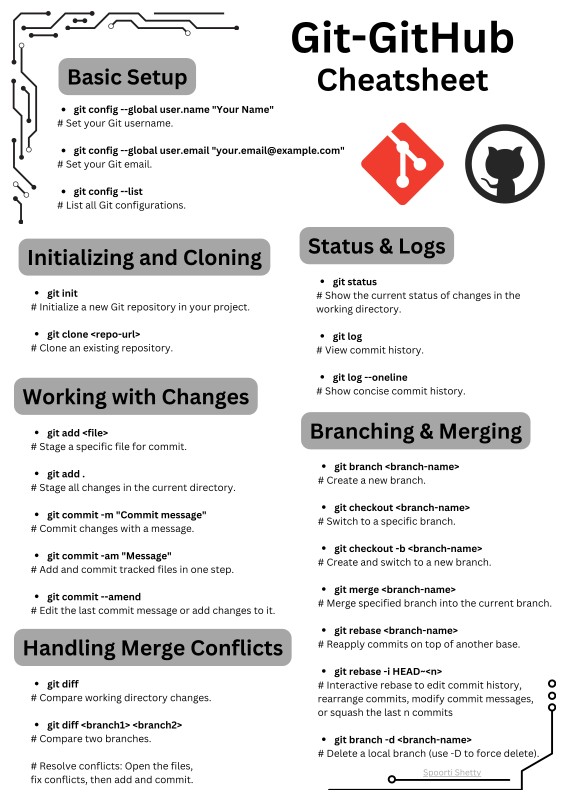 Git-GitHub
Cheatsheet
Basic Setup
• git config --global user.name "Your Name"
# Set your Git username.
• git config --global user.email "your.email@example.com"
# Set your Git email.
• git config --list
# List all Git configurations.
Initializing and Cloning
• git init
# Initialize a new Git repository in your project.
• git clone <repo-url>
# Clone an existing repository.
Working with Changes
• git add <file>
# Stage a specific file for commit.
• git add .
# Stage all changes in the current directory.
• git commit -m "Commit message"
# Commit changes with a message.
• git commit -am "Message"
# Add and commit tracked files in one step.
• git commit --amend
# Edit the last commit message or add changes to it.
Handling Merge Conflicts
• git diff
# Compare working directory changes.
• git diff <branch1> <branch2>
# Compare two branches.
# Resolve conflicts: Open the files,
fix conflicts, then add and commit.
Status & Logs
• git status
# Show the current status of changes in the
working directory.
• git log
# View commit history.
• git log --oneline
# Show concise commit history.
Branching & Merging
• git branch <branch-name>
# Create a new branch.
• git checkout <branch-name>
# Switch to a specific branch.
• git checkout -b <branch-name>
# Create and switch to a new branch.
• git merge <branch-name>
# Merge specified branch into the current branch.
• git rebase <branch-name>
# Reapply commits on top of another base.
• git rebase -i HEAD~<n>
# Interactive rebase to edit commit history,
rearrange commits, modify commit messages,
or squash the last n commits
• git branch -d <branch-name>
# Delete a local branch (use -D to force delete).
Spoorti Shetty